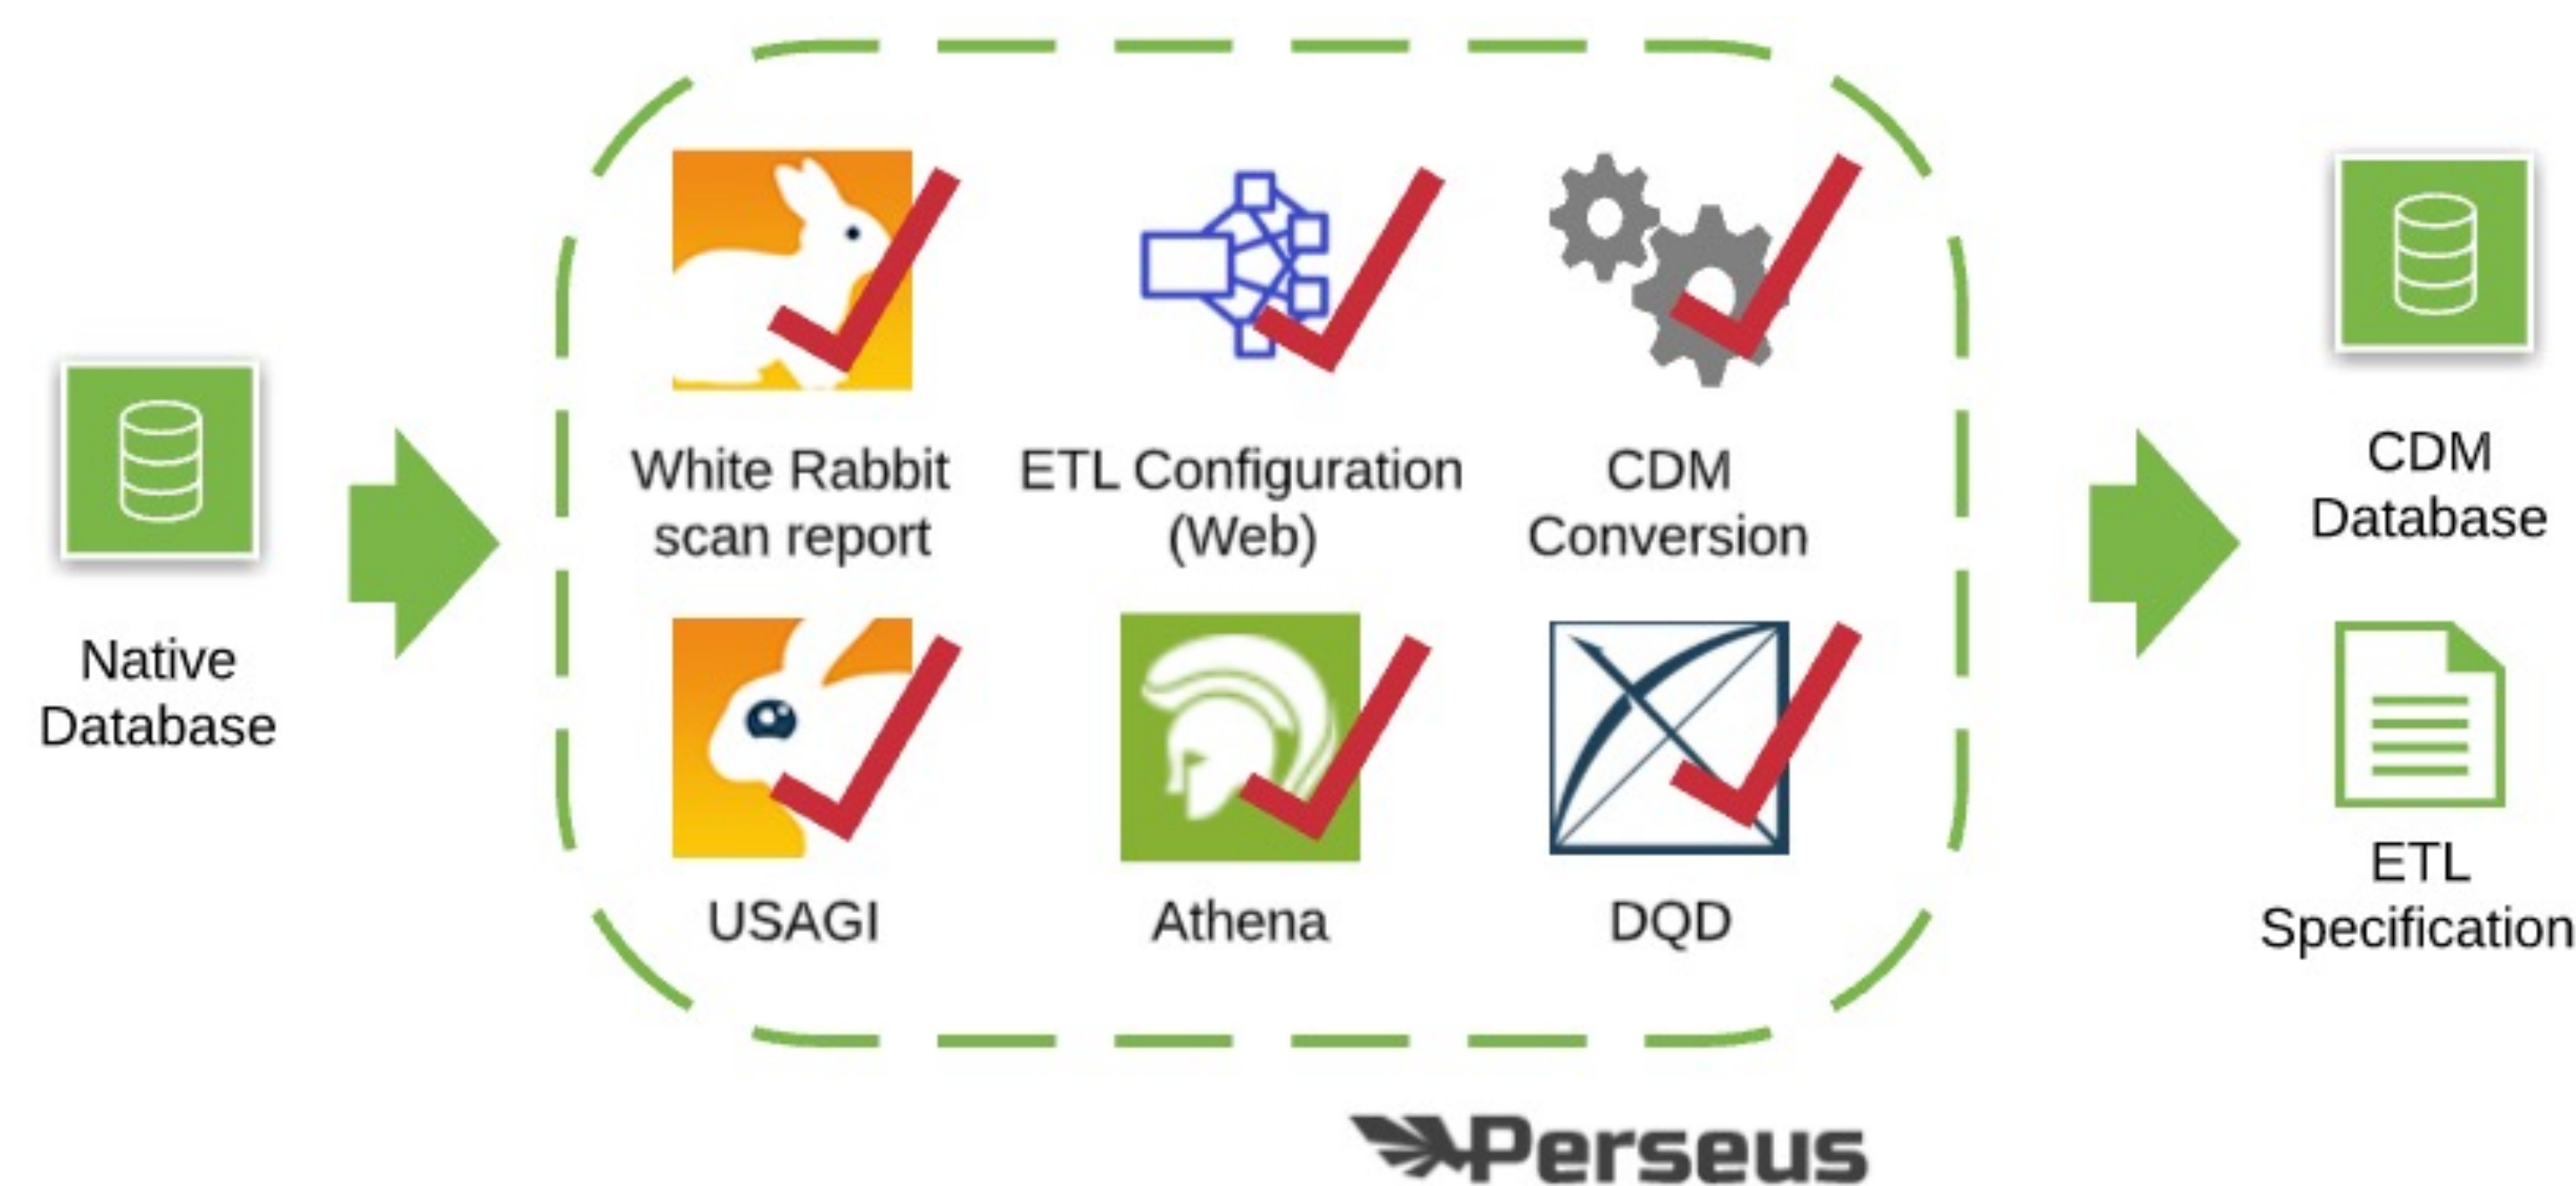 Native
Database
White Rabbit
scan report
ETL Configuration
(Web)
CDM
Conversion
USAGI
Athena
DQD
CDM
Database
ETL
Specification
Perseus